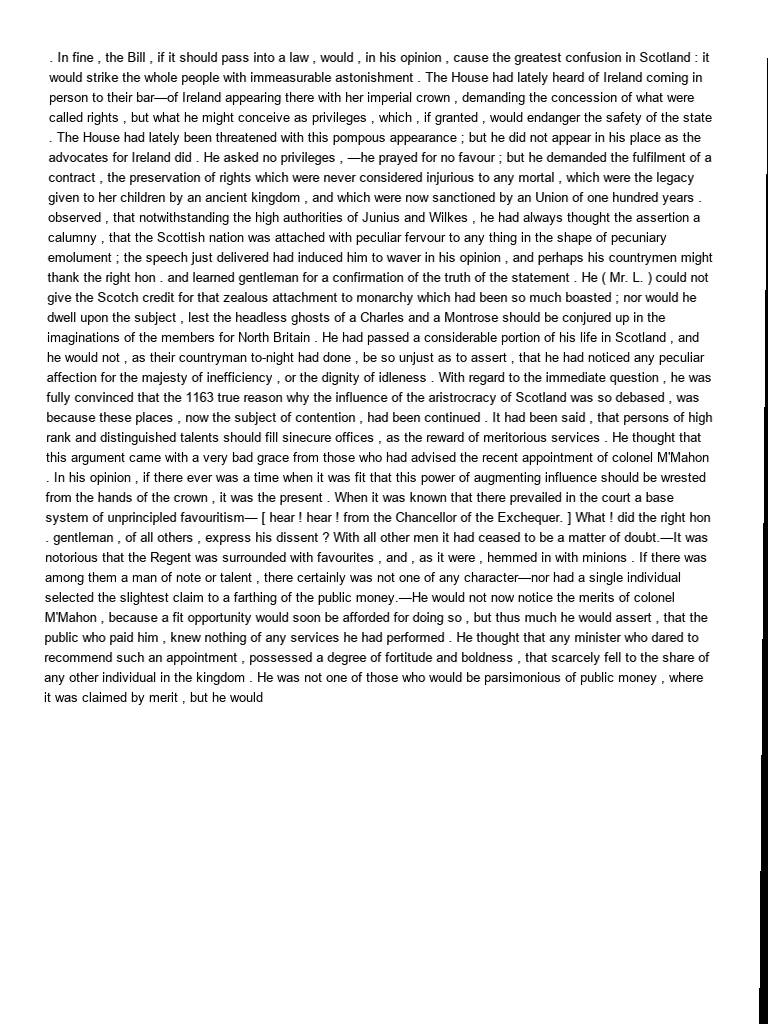 . In fine , the Bill , if it should pass into a law , would , in his opinion , cause the greatest confusion in Scotland : it
would strike the whole people with immeasurable astonishment . The House had lately heard of Ireland coming in
person to their bar—of Ireland appearing there with her imperial crown , demanding the concession of what were
called rights , but what he might conceive as privileges , which , if granted , would endanger the safety of the state
. The House had lately been threatened with this pompous appearance ; but he did not appear in his place as the
advocates for Ireland did . He asked no privileges , —he prayed for no favour ; but he demanded the fulfilment of a
contract , the preservation of rights which were never considered injurious to any mortal , which were the legacy
given to her children by an ancient kingdom , and which were now sanctioned by an Union of one hundred years .
observed , that notwithstanding the high authorities of Junius and Wilkes , he had always thought the assertion a
calumny , that the Scottish nation was attached with peculiar fervour to any thing in the shape of pecuniary
emolument ; the speech just delivered had induced him to waver in his opinion , and perhaps his countrymen might
thank the right hon . and learned gentleman for a confirmation of the truth of the statement . He ( Mr. L. ) could not
give the Scotch credit for that zealous attachment to monarchy which had been so much boasted ; nor would he
dwell upon the subject , lest the headless ghosts of a Charles and a Montrose should be conjured up in the
imaginations of the members for North Britain . He had passed a considerable portion of his life in Scotland , and
he would not , as their countryman to-night had done , be so unjust as to assert , that he had noticed any peculiar
affection for the majesty of inefficiency , or the dignity of idleness . With regard to the immediate question , he was
fully convinced that the 1163 true reason why the influence of the aristrocracy of Scotland was so debased , was
because these places , now the subject of contention , had been continued . It had been said , that persons of high
rank and distinguished talents should fill sinecure offices , as the reward of meritorious services . He thought that
this argument came with a very bad grace from those who had advised the recent appointment of colonel M'Mahon
. In his opinion , if there ever was a time when it was fit that this power of augmenting influence should be wrested
from the hands of the crown , it was the present . When it was known that there prevailed in the court a base
system of unprincipled favouritism— [ hear ! hear ! from the Chancellor of the Exchequer. ] What ! did the right hon
. gentleman , of all others , express his dissent ? With all other men it had ceased to be a matter of doubt.—It was
notorious that the Regent was surrounded with favourites , and , as it were , hemmed in with minions . If there was
among them a man of note or talent , there certainly was not one of any character—nor had a single individual
selected the slightest claim to a farthing of the public money.—He would not now notice the merits of colonel
M'Mahon , because a fit opportunity would soon be afforded for doing so , but thus much he would assert , that the
public who paid him , knew nothing of any services he had performed . He thought that any minister who dared to
recommend such an appointment , possessed a degree of fortitude and boldness , that scarcely fell to the share of
any other individual in the kingdom . He was not one of those who would be parsimonious of public money , where
it was claimed by merit , but he would